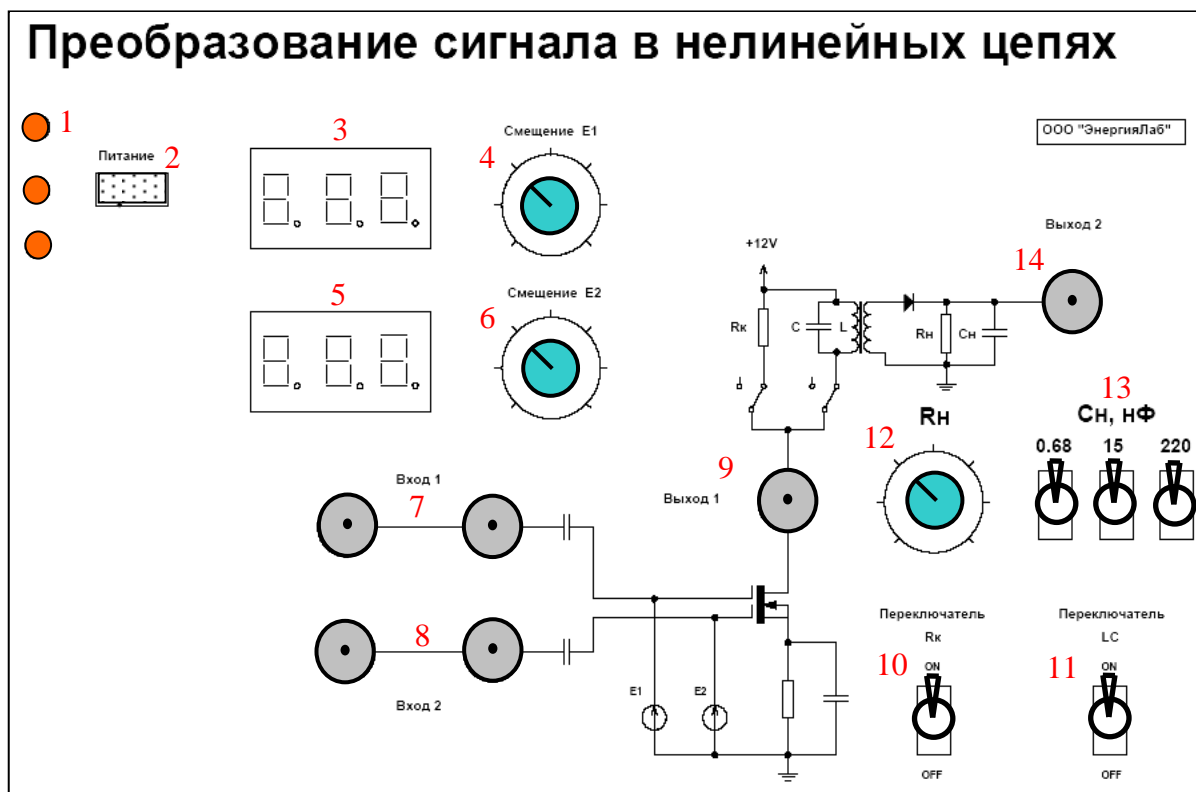 Преобразование сигнала в нелинейных цепях
1
Питание 2
3
Смещение E1
4
ООО "ЭнергияЛаб"
5
Смещение E2
6
+12V
Rк
C
L
Rн
Cн
Выход 2
14
Вход 1
7
8
Вход 2
E1
E2
9
Выход 1
Rн
12
13
Сн, нФ
0.68 15 220
Переключатель
Rк
10
ON
OFF
Переключатель
LC
11
ON
OFF